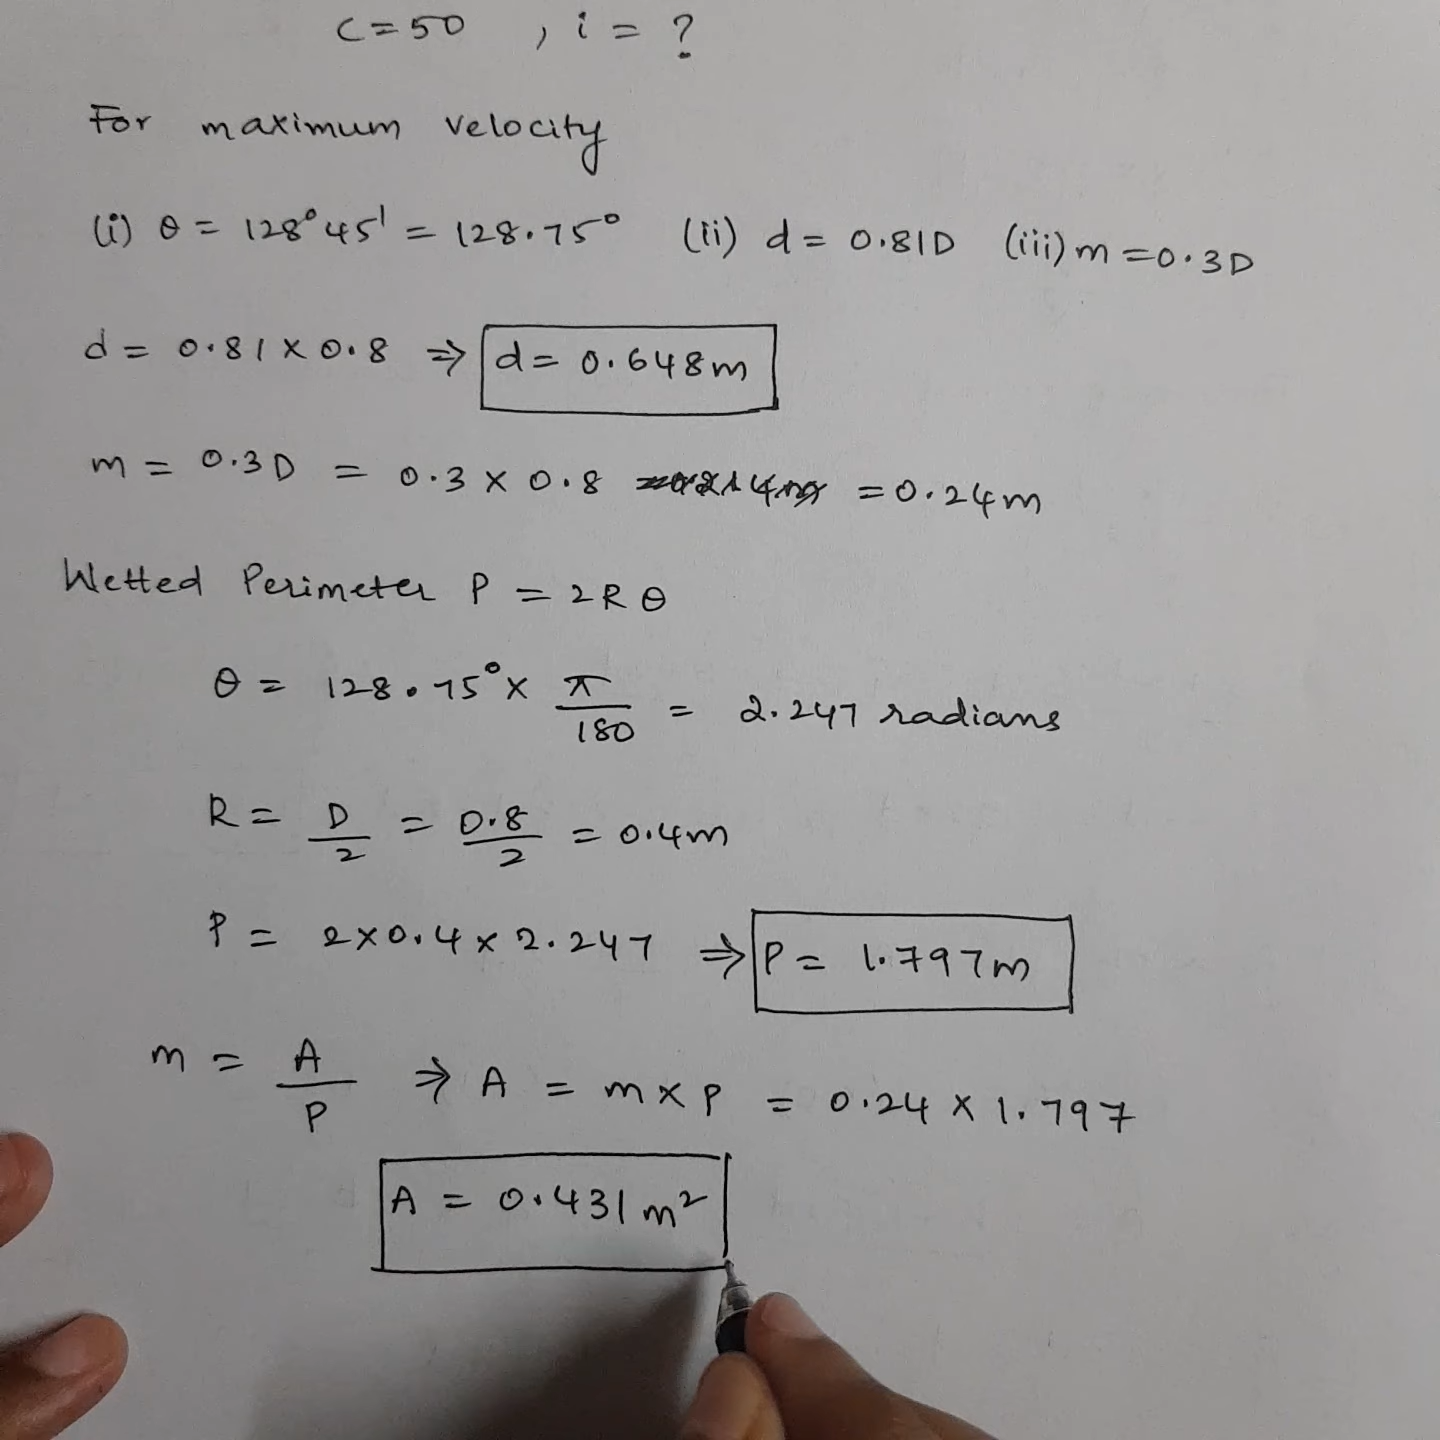 C = 50 , i = ?
For maximum velocity
(i) θ = 128°45' = 128.75° (ii) d = 0.81D (iii) m = 0.3D
d = 0.81 × 0.8 ⇒ d = 0.648m
m = 0.3D = 0.3 × 0.8 = 0.24m
Wetted Perimeter P = 2Rθ
θ = 128.75° × π/180 = 2.247 radians
R = D/2 = 0.8/2 = 0.4m
P = 2×0.4×2.247 ⇒ P = 1.797m
m = A/P ⇒ A = m×P = 0.24 × 1.797
A = 0.431 m²